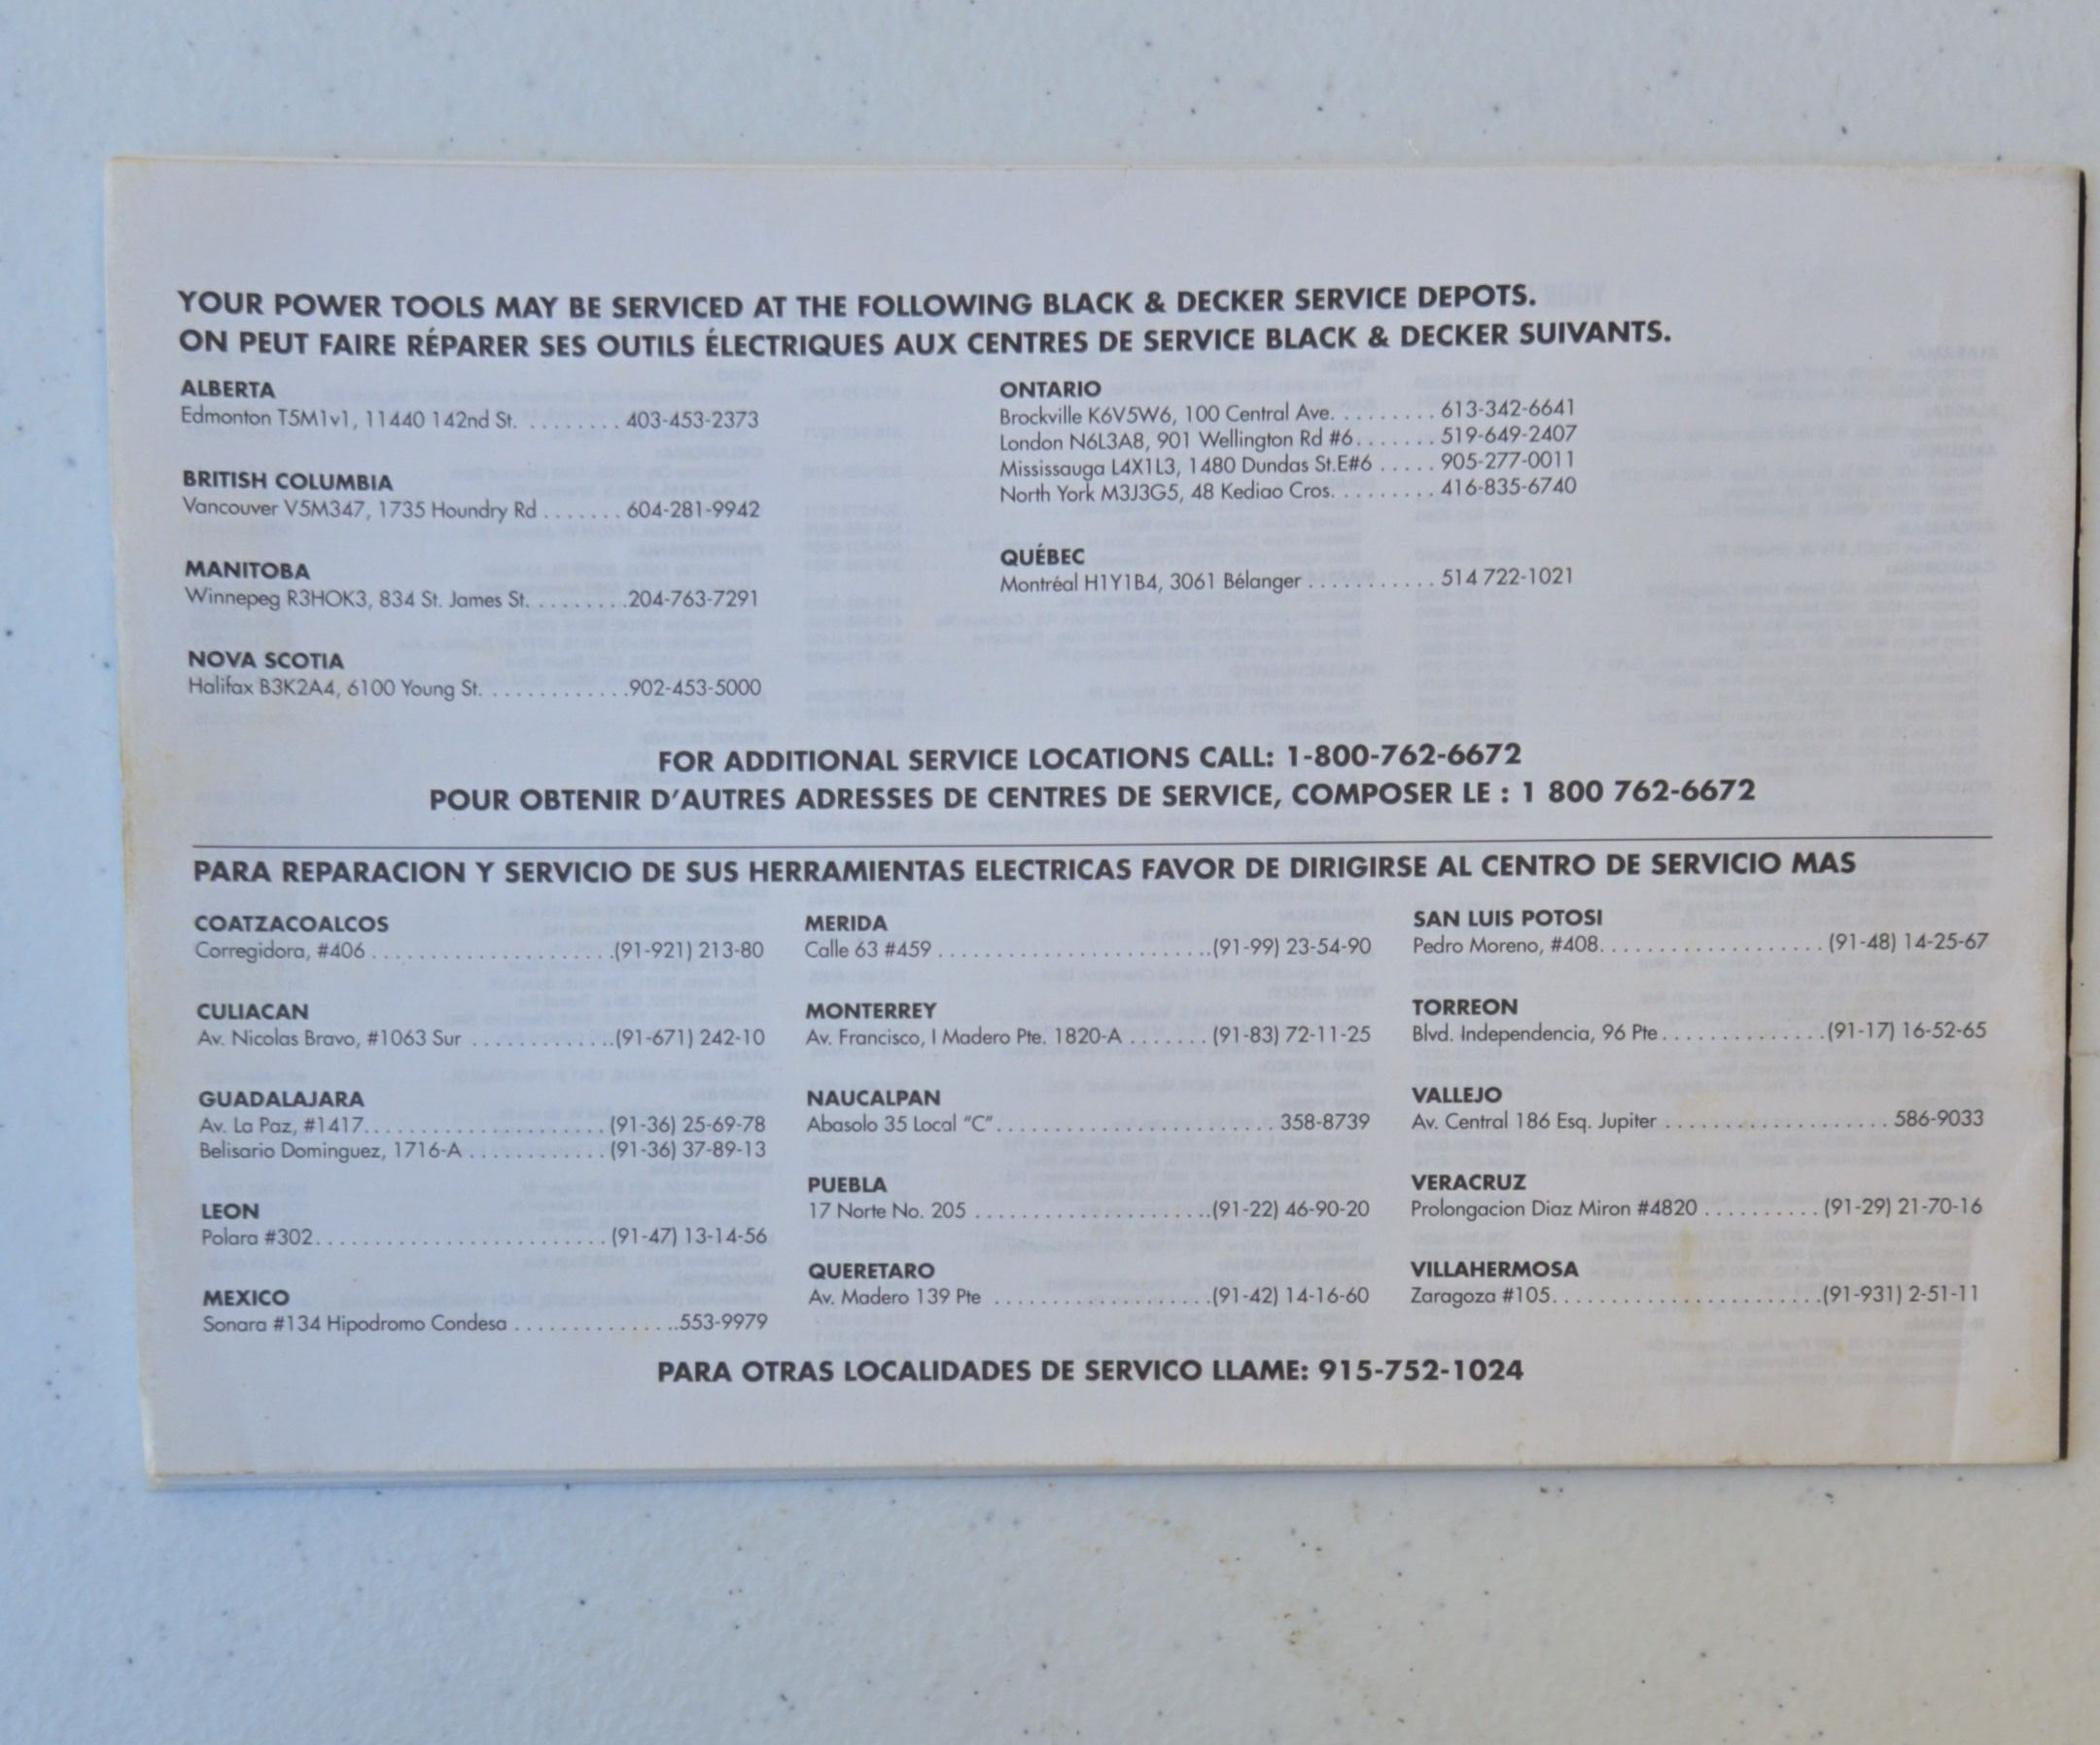 YOUR POWER TOOLS MAY BE SERVICED AT THE FOLLOWING BLACK & DECKER SERVICE DEPOTS.
ON PEUT FAIRE RÉPARER SES OUTILS ÉLECTRIQUES AUX CENTRES DE SERVICE BLACK & DECKER SUIVANTS.
ALBERTA
Edmonton T5M1v1, 11440 142nd St. ........ 403-453-2373
BRITISH COLUMBIA
Vancouver V5M347, 1735 Houndry Rd ....... 604-281-9942
MANITOBA
Winnepeg R3HOK3, 834 St. James St. ........204-763-7291
NOVA SCOTIA
Halifax B3K2A4, 6100 Young St. ............902-453-5000
ONTARIO
Brockville K6V5W6, 100 Central Ave. ........ 613-342-6641
London N6L3A8, 901 Wellington Rd #6. ...... 519-649-2407
Mississauga L4X1L3, 1480 Dundas St.E#6 ..... 905-277-0011
North York M3J3G5, 48 Kediao Cros. ........ 416-835-6740
QUÉBEC
Montréal H1Y1B4, 3061 Bélanger ........... 514 722-1021
FOR ADDITIONAL SERVICE LOCATIONS CALL: 1-800-762-6672
POUR OBTENIR D'AUTRES ADRESSES DE CENTRES DE SERVICE, COMPOSER LE : 1 800 762-6672
PARA REPARACION Y SERVICIO DE SUS HERRAMIENTAS ELECTRICAS FAVOR DE DIRIGIRSE AL CENTRO DE SERVICIO MAS
COATZACOALCOS
Corregidora, #406 .....................(91-921) 213-80
CULIACAN
Av. Nicolas Bravo, #1063 Sur .............(91-671) 242-10
GUADALAJARA
Av. La Paz, #1417..................... (91-36) 25-69-78
Belisario Dominguez, 1716-A ............ (91-36) 37-89-13
LEON
Polara #302......................... (91-47) 13-14-56
MEXICO
Sonara #134 Hipodromo Condesa ...............553-9979
MERIDA
Calle 63 #459 ........................(91-99) 23-54-90
MONTERREY
Av. Francisco, I Madero Pte. 1820-A ....... (91-83) 72-11-25
NAUCALPAN
Abasolo 35 Local "C"......................... 358-8739
PUEBLA
17 Norte No. 205 .....................(91-22) 46-90-20
QUERETARO
Av. Madero 139 Pte ...................(91-42) 14-16-60
SAN LUIS POTOSI
Pedro Moreno, #408.................... (91-48) 14-25-67
TORREON
Blvd. Independencia, 96 Pte ..............(91-17) 16-52-65
VALLEJO
Av. Central 186 Esq. Jupiter ................... 586-9033
VERACRUZ
Prolongacion Diaz Miron #4820 .......... (91-29) 21-70-16
VILLAHERMOSA
Zaragoza #105........................(91-931) 2-51-11
PARA OTRAS LOCALIDADES DE SERVICO LLAME: 915-752-1024